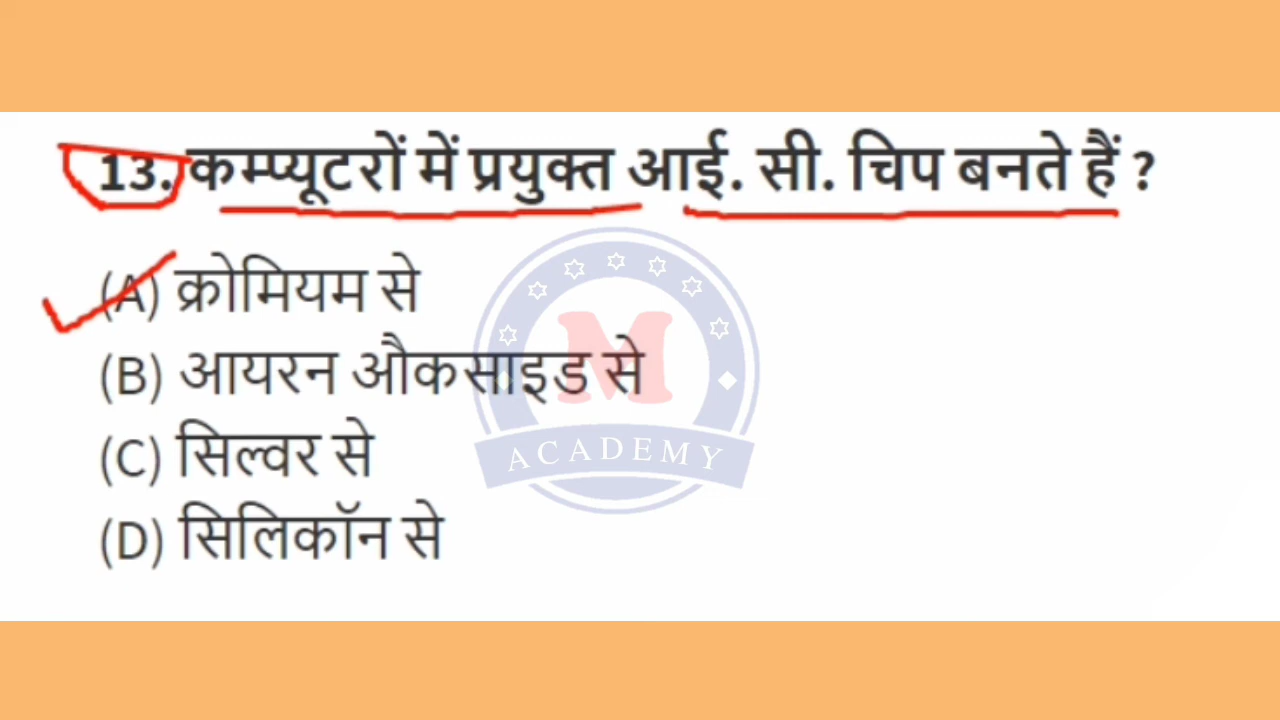 13. कम्प्यूटरों में प्रयुक्त आई. सी. चिप बनते हैं ?
(A) क्रोमियम से
(B) आयरन औकसाइड से
(C) सिल्वर से
(D) सिलिकॉन से
M
ACADEMY